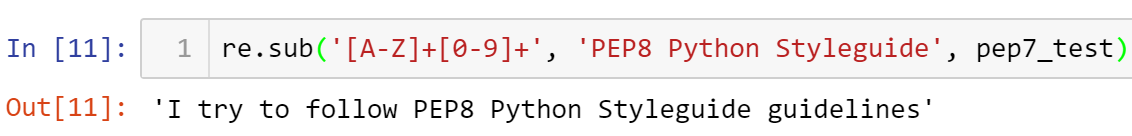 In [11]: 1 re.sub('[A-Z]+[0-9]+', 'PEP8 Python Styleguide', pep7_test)
Out[11]: 'I try to follow PEP8 Python Styleguide guidelines'